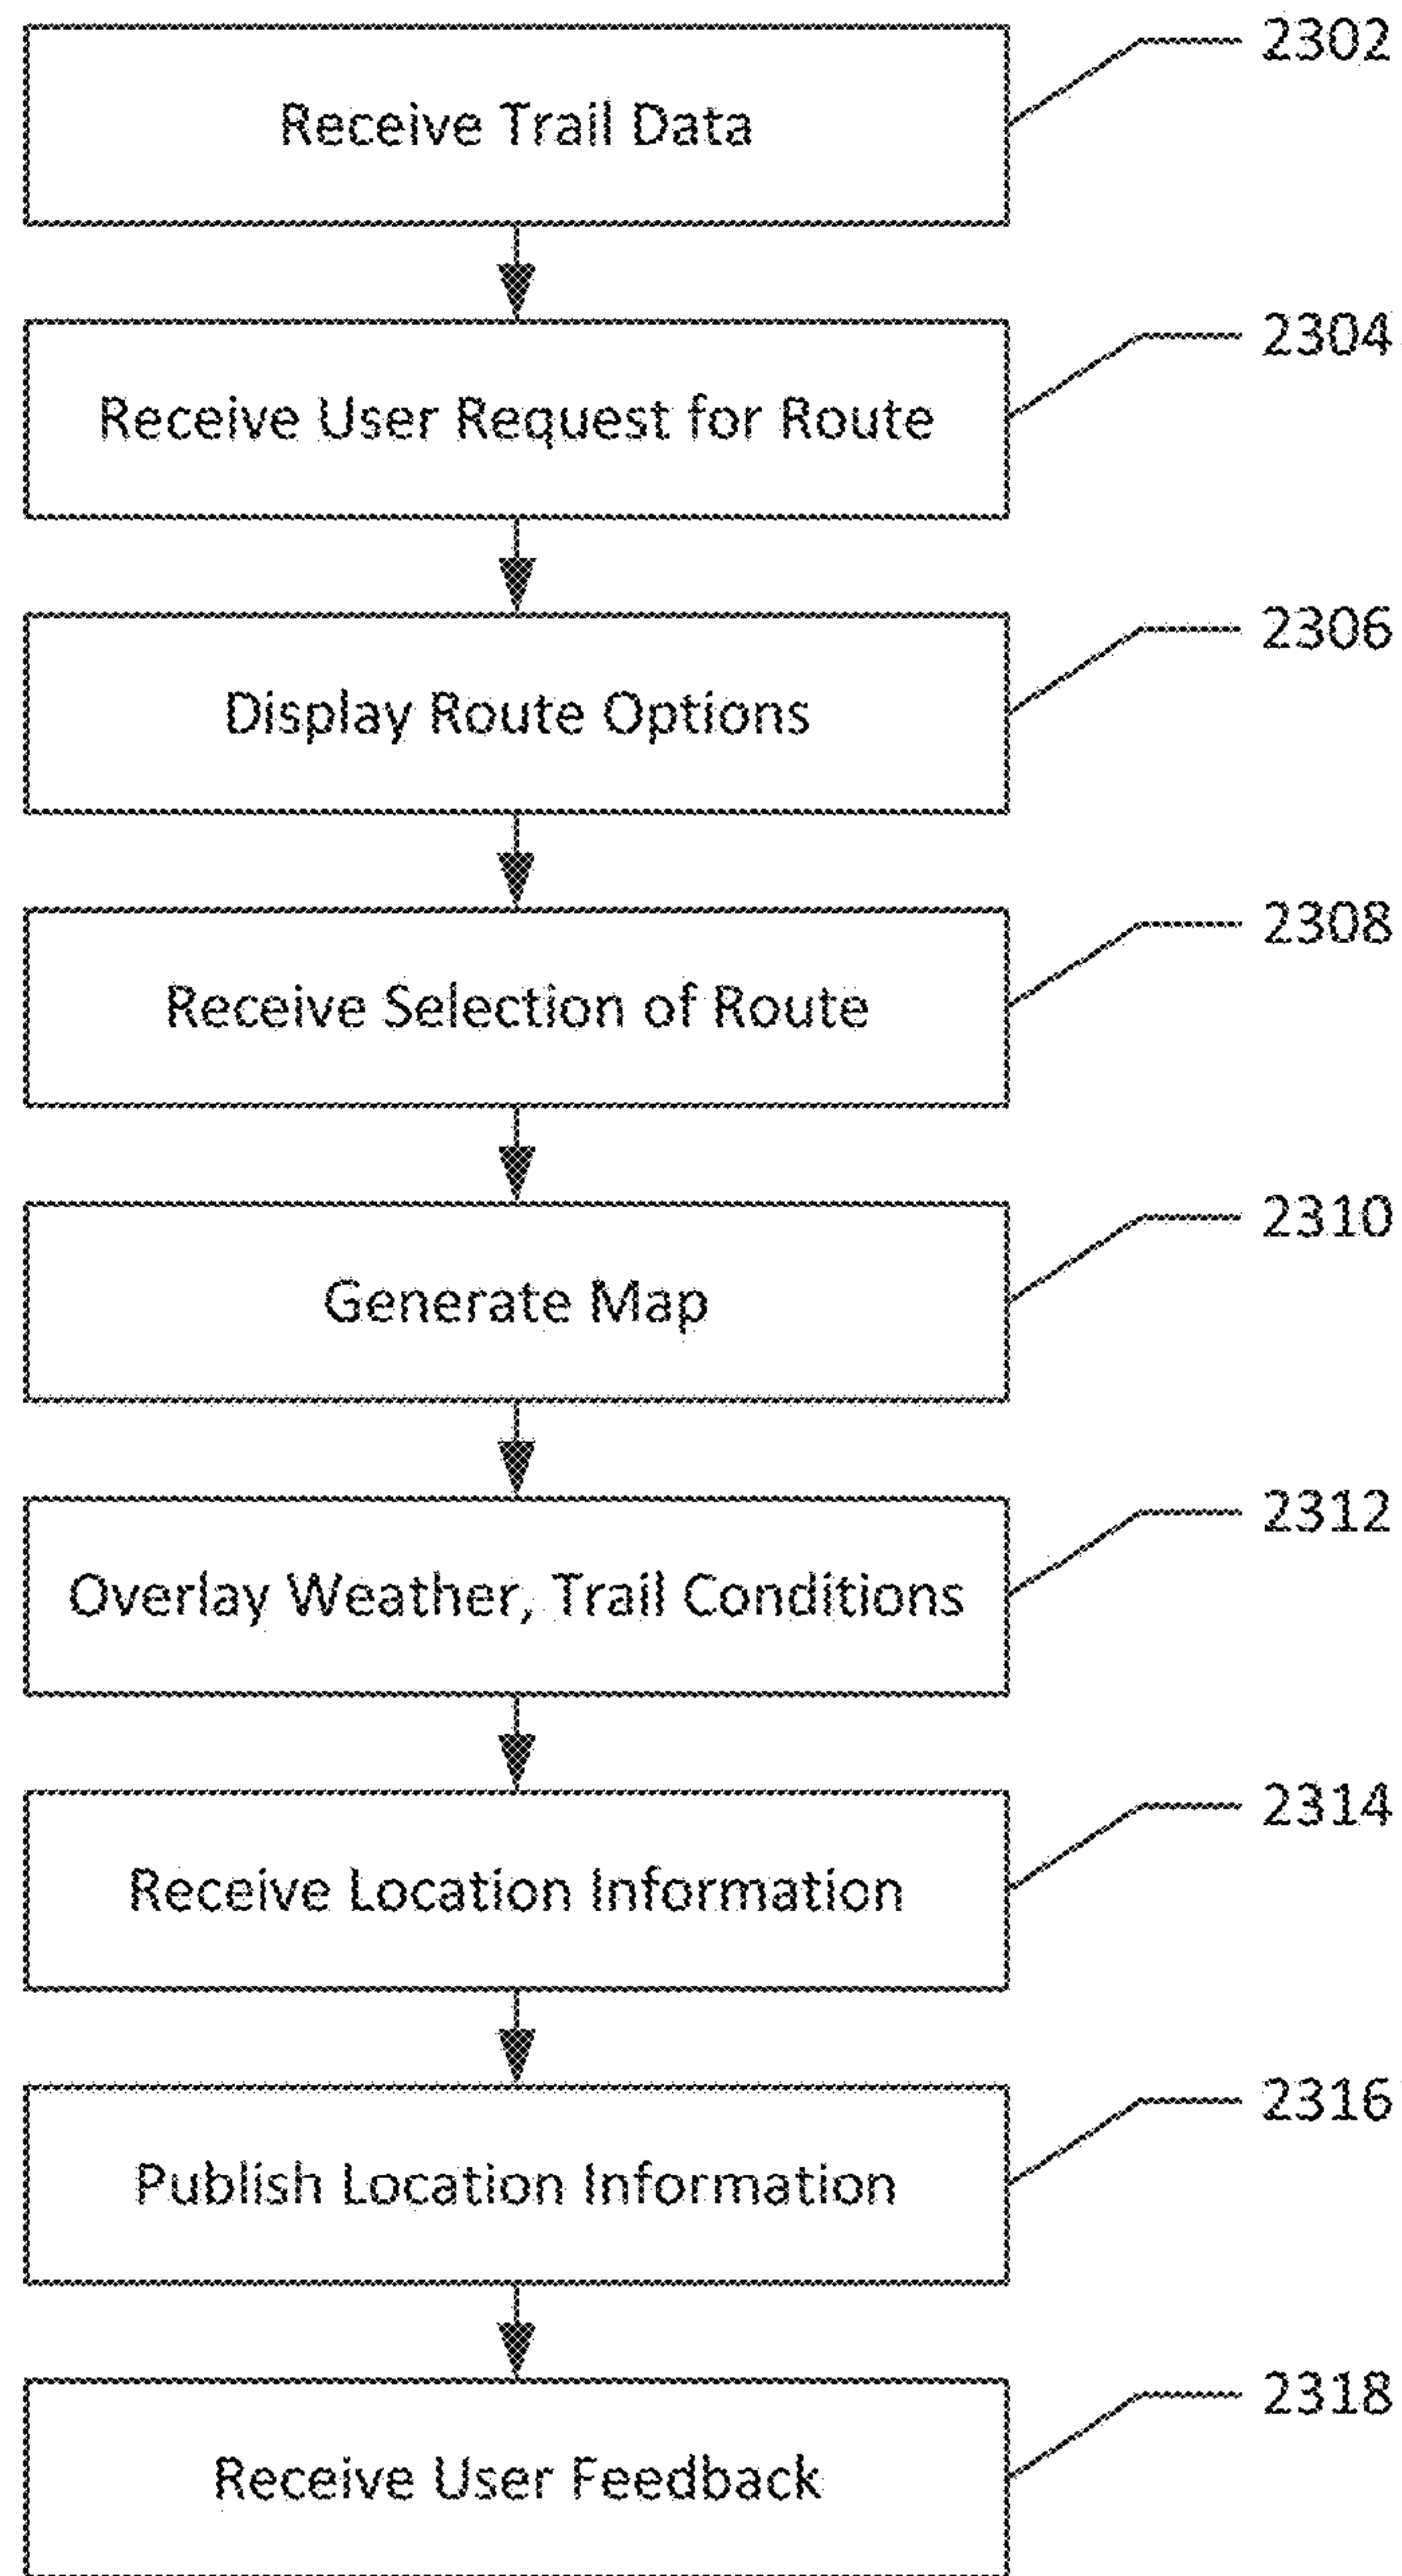 2302
Receive Trail Data
2304
Receive User Request for Route
2306
Display Route Options
2308
Receive Selection of Route
2310
Generate Map
2312
Overlay Weather, Trail Conditions
2314
Receive Location Information
2316
Publish Location Information
2318
Receive User Feedback